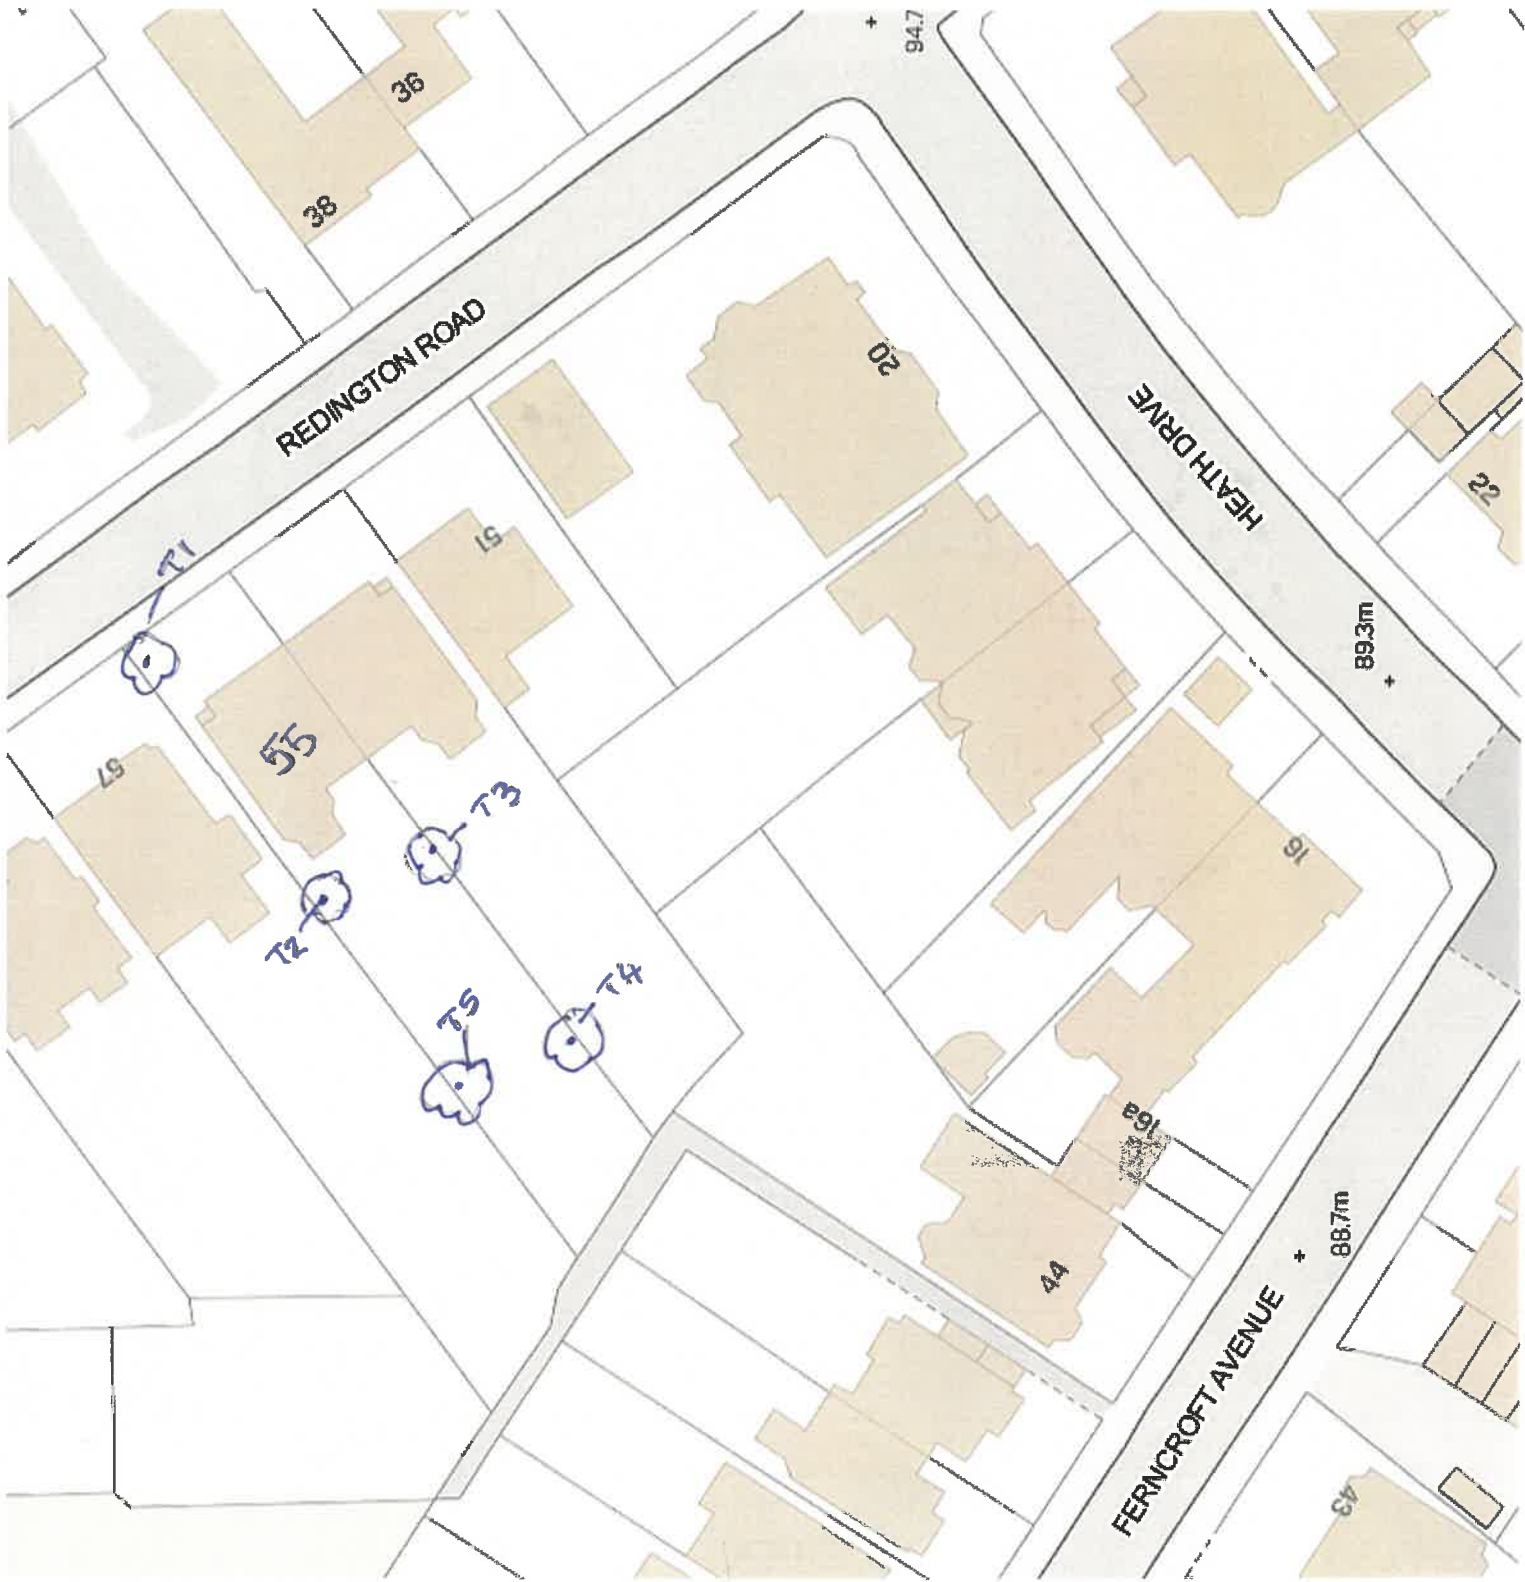 94.7
36
38
REDINGTON ROAD
20
HEATH DRIVE
22
51
T1
55
57
89.3m
T3
T2
T5
T4
16
16a
44
88.7m
FERNCROFT AVENUE
43